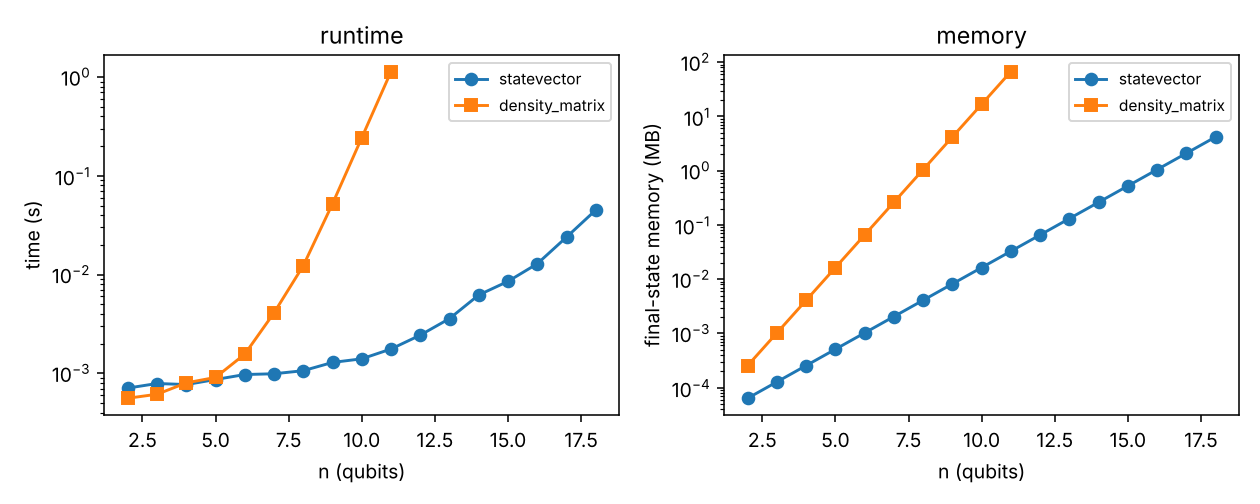 runtime
time (s)
10⁰
10⁻¹
10⁻²
10⁻³
statevector
density_matrix
2.5 5.0 7.5 10.0 12.5 15.0 17.5
n (qubits)
memory
final-state memory (MB)
10²
10¹
10⁰
10⁻¹
10⁻²
10⁻³
10⁻⁴
statevector
density_matrix
2.5 5.0 7.5 10.0 12.5 15.0 17.5
n (qubits)